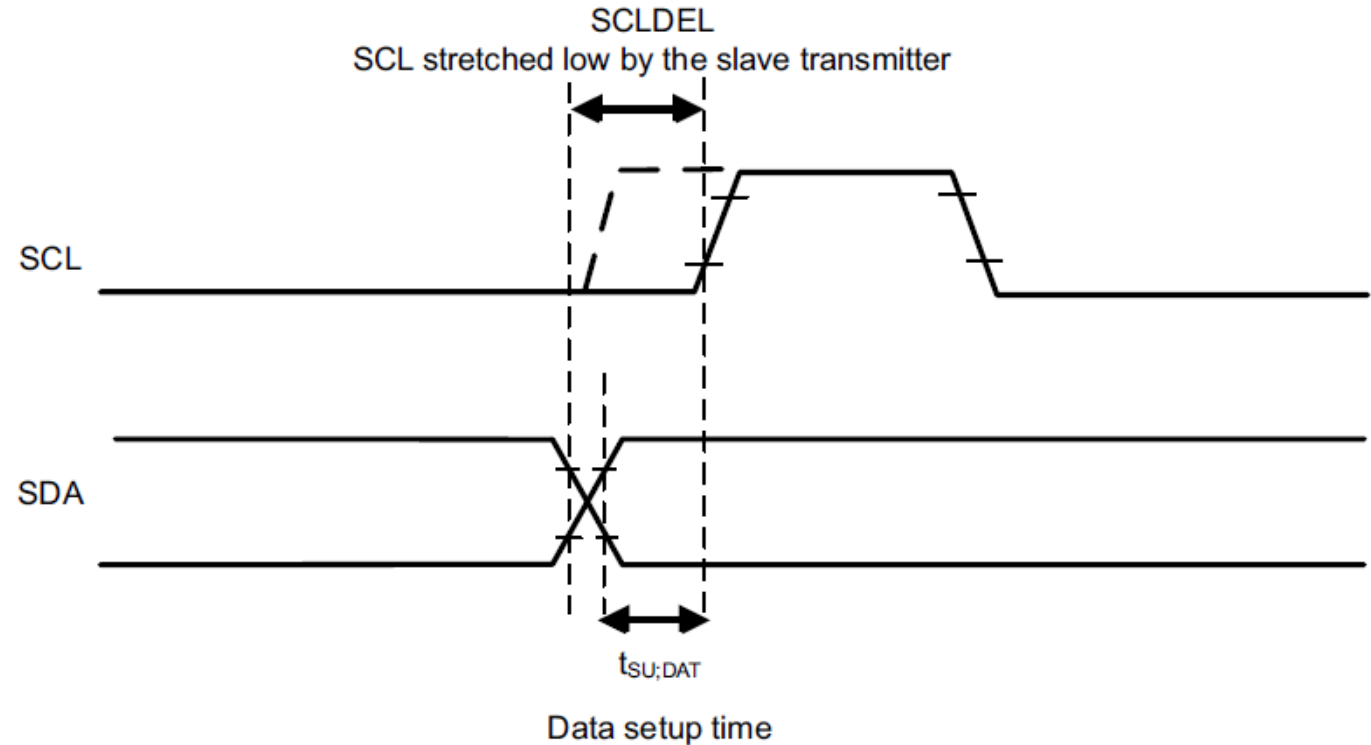 SCLDEL
SCL stretched low by the slave transmitter
SCL
SDA
tSU;DAT
Data setup time